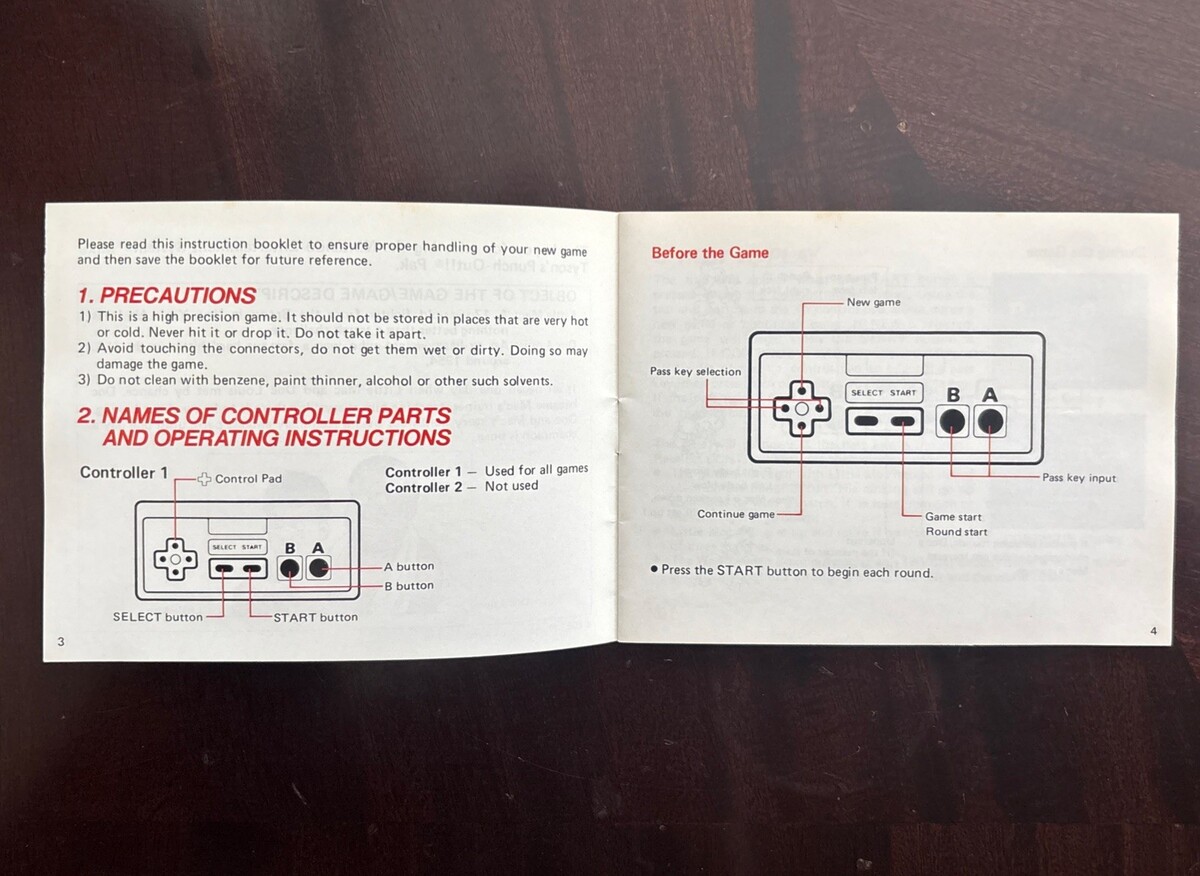 Please read this instruction booklet to ensure proper handling of your new game
and then save the booklet for future reference.
1. PRECAUTIONS
1) This is a high precision game. It should not be stored in places that are very hot
or cold. Never hit it or drop it. Do not take it apart.
2) Avoid touching the connectors, do not get them wet or dirty. Doing so may
damage the game.
3) Do not clean with benzene, paint thinner, alcohol or other such solvents.
2. NAMES OF CONTROLLER PARTS
AND OPERATING INSTRUCTIONS
Controller 1
Control Pad
Controller 1 — Used for all games
Controller 2 — Not used
SELECT START
B A
A button
B button
SELECT button
START button
3
Before the Game
New game
Pass key selection
SELECT START
B A
Pass key input
Continue game
Game start
Round start
● Press the START button to begin each round.
4